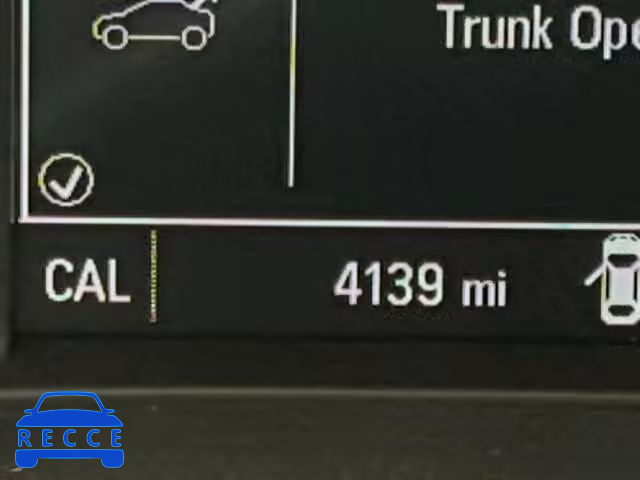 Trunk Ope
CAL
4139 mi
RECCE